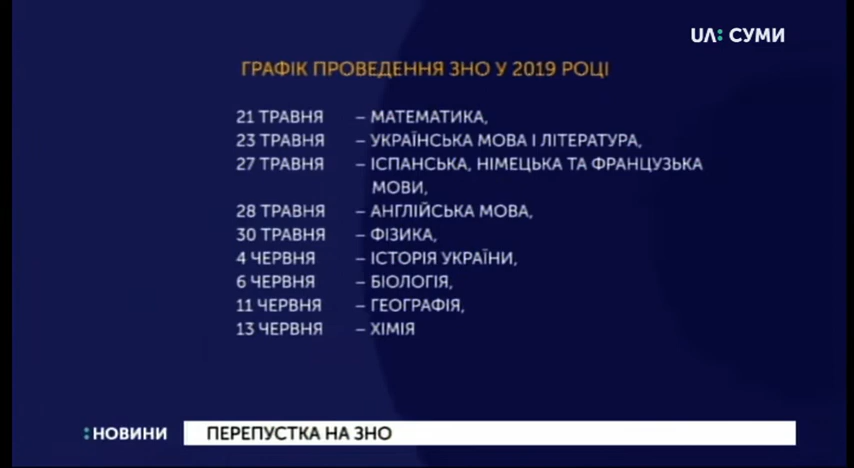 UA: СУМИ
ГРАФІК ПРОВЕДЕННЯ ЗНО У 2019 РОЦІ
21 ТРАВНЯ – МАТЕМАТИКА,
23 ТРАВНЯ – УКРАЇНСЬКА МОВА І ЛІТЕРАТУРА,
27 ТРАВНЯ – ІСПАНСЬКА, НІМЕЦЬКА ТА ФРАНЦУЗЬКА
МОВИ,
28 ТРАВНЯ – АНГЛІЙСЬКА МОВА,
30 ТРАВНЯ – ФІЗИКА,
4 ЧЕРВНЯ – ІСТОРІЯ УКРАЇНИ,
6 ЧЕРВНЯ – БІОЛОГІЯ,
11 ЧЕРВНЯ – ГЕОГРАФІЯ,
13 ЧЕРВНЯ – ХІМІЯ
:НОВИНИ ПЕРЕПУСТКА НА ЗНО